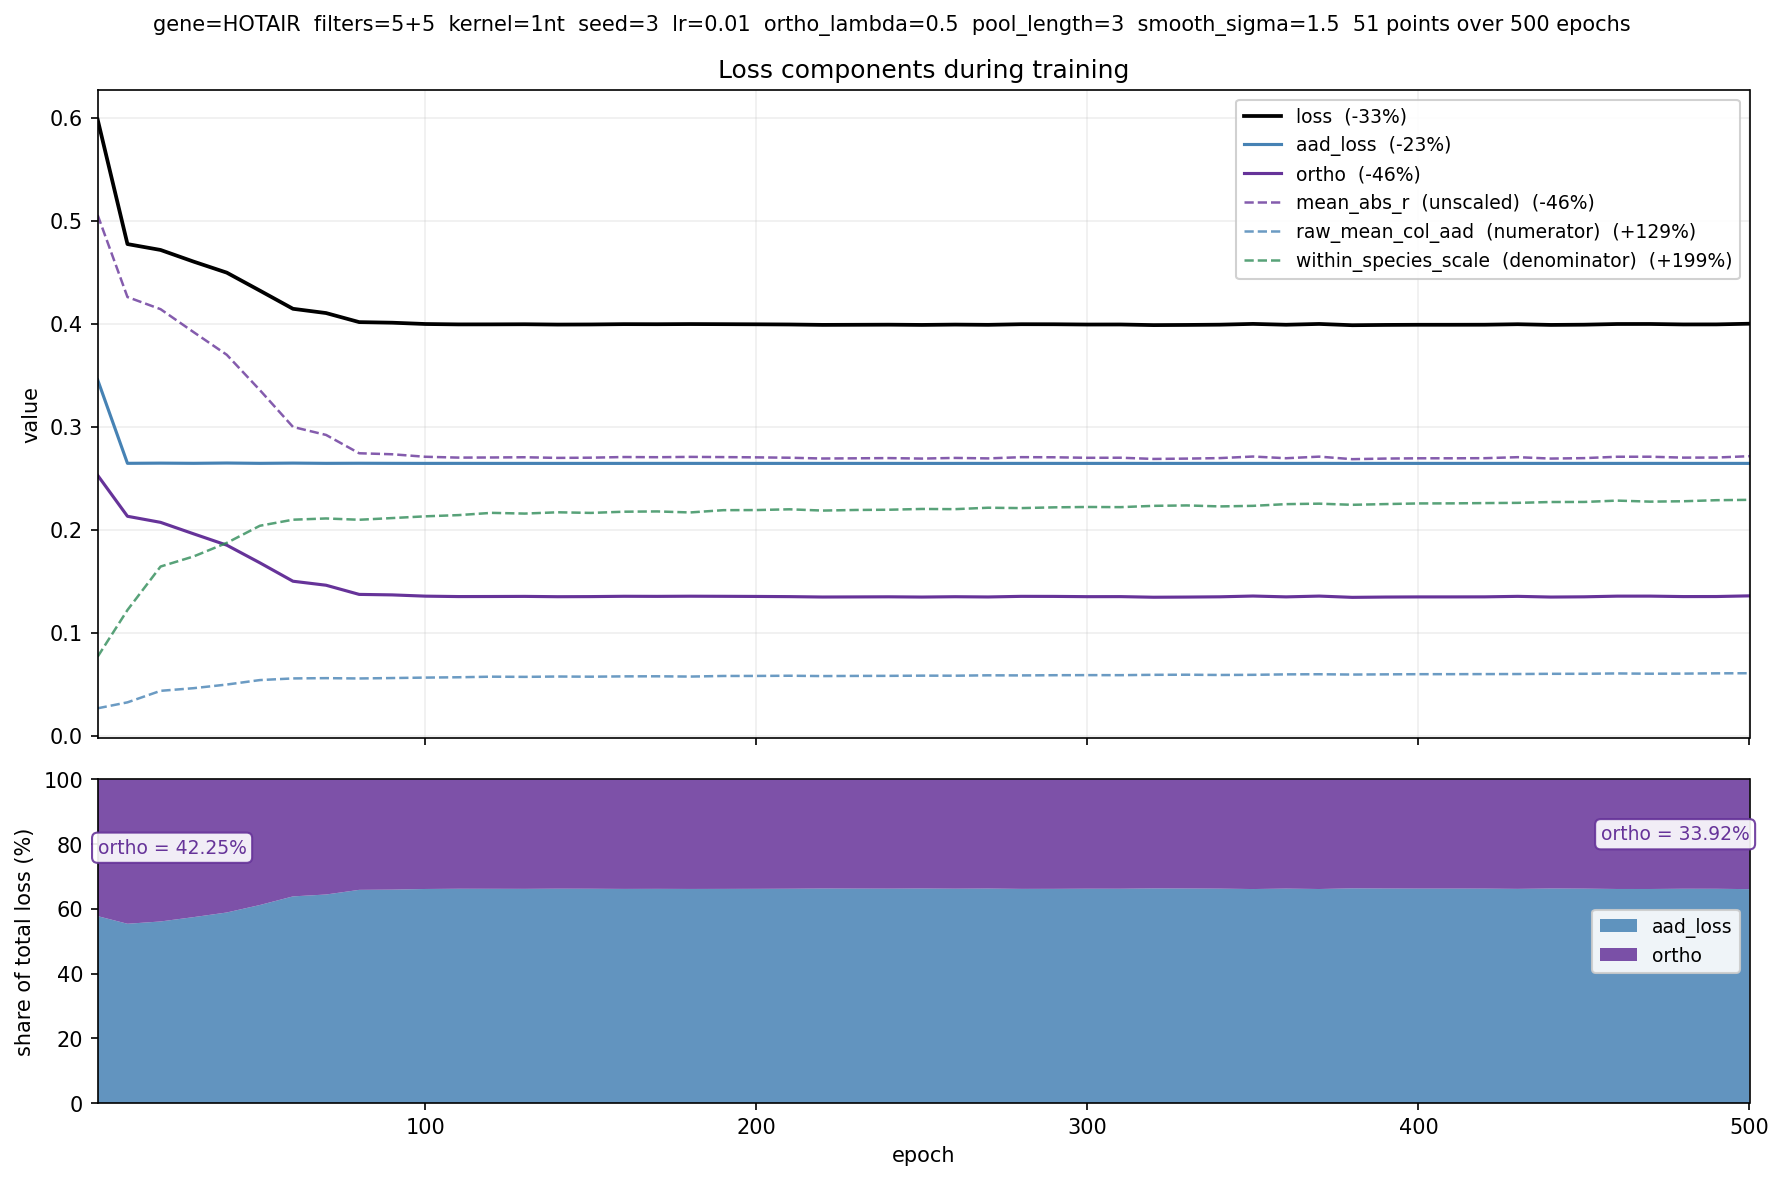 gene=HOTAIR  filters=5+5  kernel=1nt  seed=3  lr=0.01  ortho_lambda=0.5  pool_length=3  smooth_sigma=1.5  51 points over 500 epochs
Loss components during training
loss  (-33%)
aad_loss  (-23%)
ortho  (-46%)
mean_abs_r  (unscaled)  (-46%)
raw_mean_col_aad  (numerator)  (+129%)
within_species_scale  (denominator)  (+199%)
value
0.6
0.5
0.4
0.3
0.2
0.1
0.0
share of total loss (%)
100
80
60
40
20
0
ortho = 42.25%
ortho = 33.92%
aad_loss
ortho
100
200
300
400
500
epoch